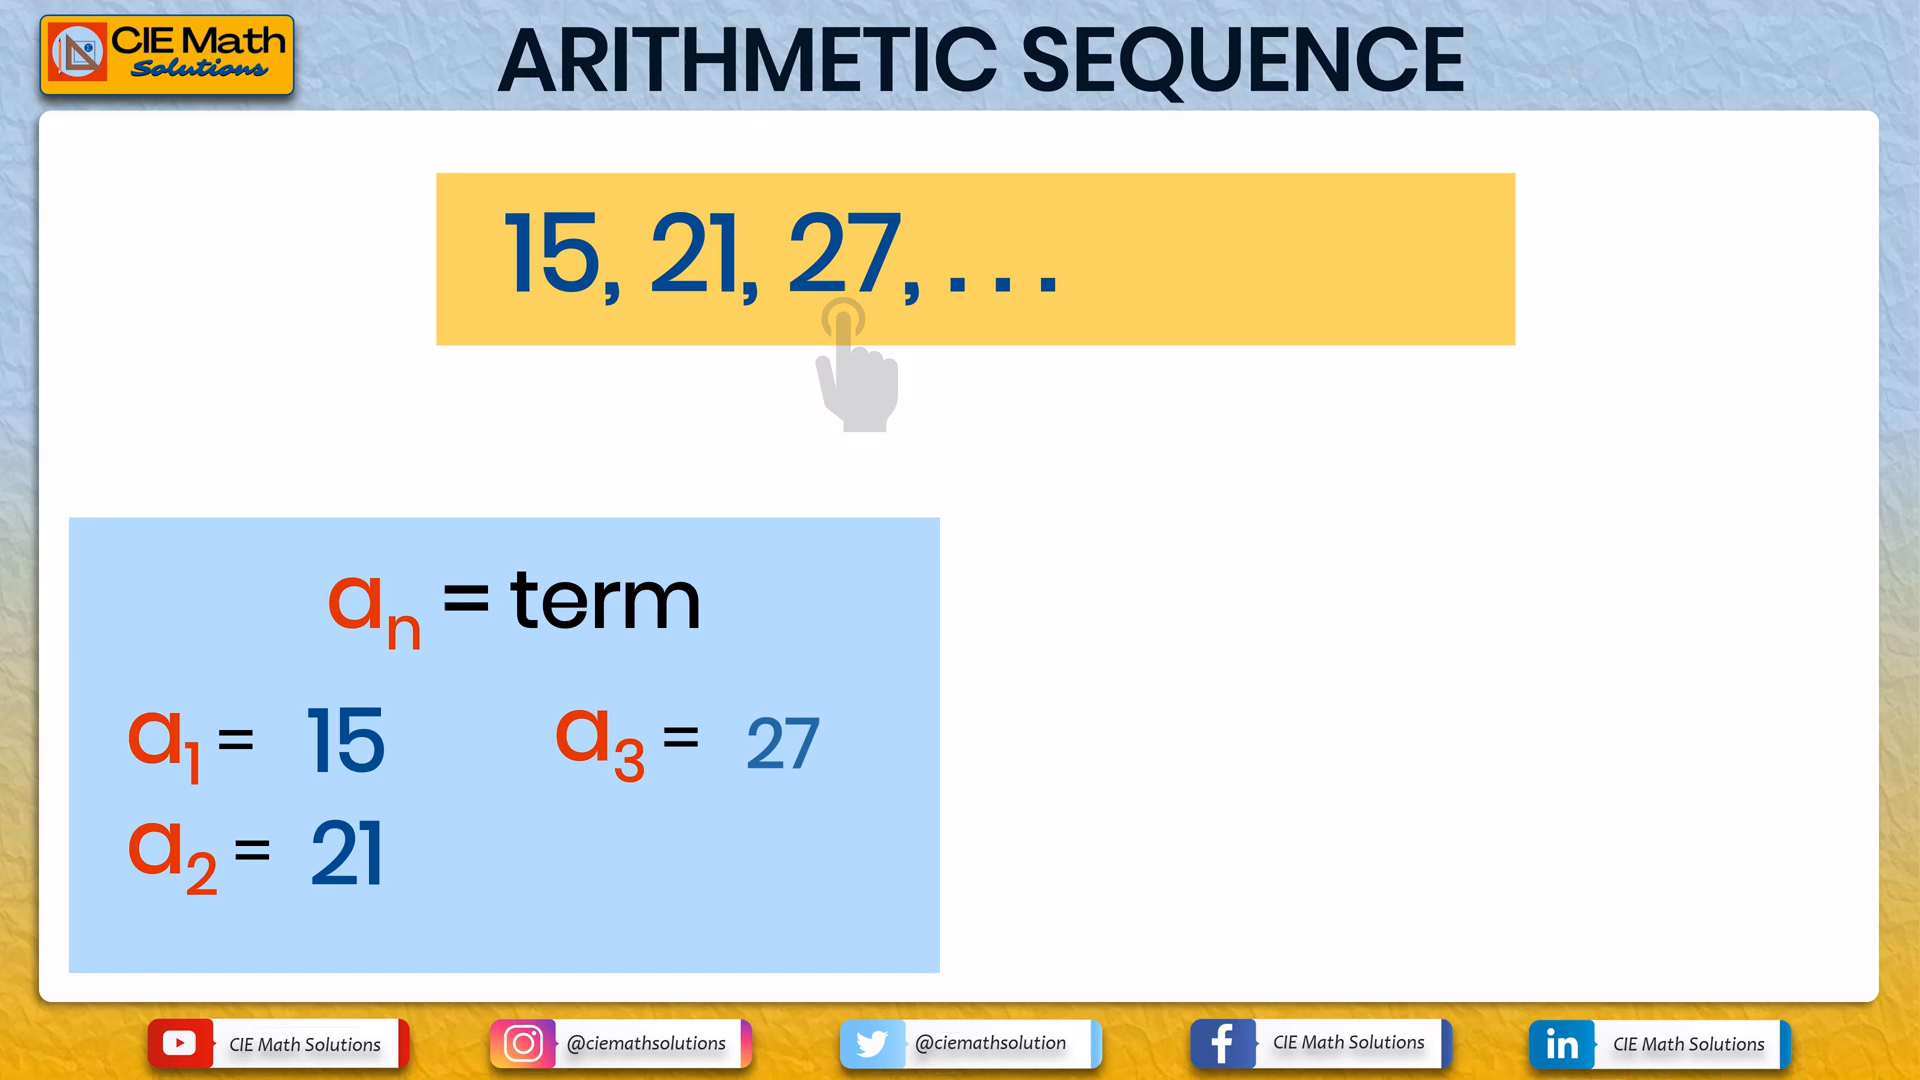 CIE Math
Solutions
ARITHMETIC SEQUENCE
15, 21, 27, . . .
aₙ = term
a₁ = 15
a₃ = 27
a₂ = 21
CIE Math Solutions
@ciemathsolutions
@ciemathsolution
CIE Math Solutions
CIE Math Solutions